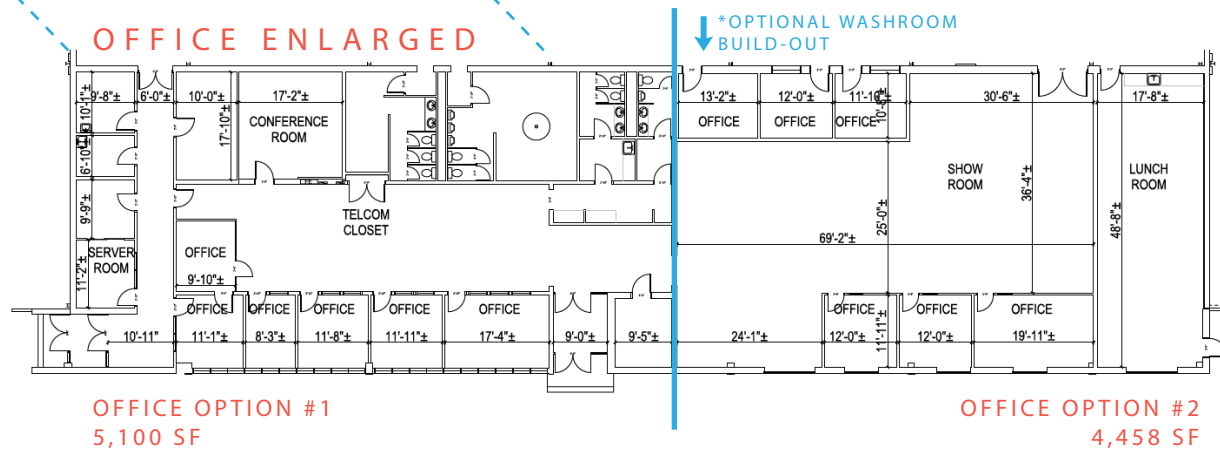 *OPTIONAL WASHROOM
BUILD-OUT
OFFICE ENLARGED
9'-8"±
6'-0"±
10'-0"±
17'-2"±
13'-2"±
12'-0"±
11'-10"
30'-6"±
17'-8"±
10'-1"±
17'-10"
10'-8"±
CONFERENCE
ROOM
OFFICE
OFFICE
OFFICE
6'-10"±
SHOW
ROOM
LUNCH
ROOM
36'-4"±
9'-9"±
TELCOM
CLOSET
25'-0"±
48'-8"±
69'-2"±
SERVER
ROOM
OFFICE
11'-2"±
9'-10"±
OFFICE
OFFICE
OFFICE
OFFICE
OFFICE
OFFICE
OFFICE
OFFICE
10'-11"
11'-1"±
8'-3"±
11'-8"±
11'-11"±
17'-4"±
9'-0"±
9'-5"±
24'-1"±
12'-0"±
11'-11"±
12'-0"±
19'-11"±
OFFICE OPTION #1
5,100 SF
OFFICE OPTION #2
4,458 SF